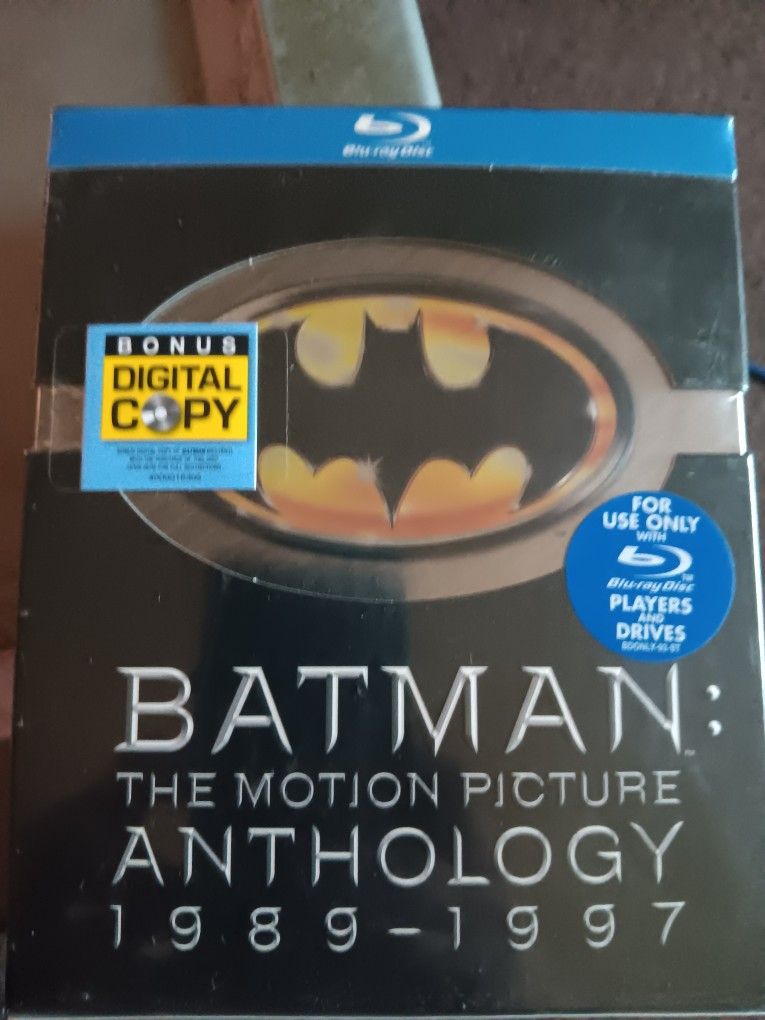 Blu-ray Disc
BONUS
DIGITAL
COPY
FOR
USE ONLY
WITH
Blu-ray Disc™
PLAYERS
AND
DRIVES
BATMAN:
THE MOTION PICTURE
ANTHOLOGY
1989-1997